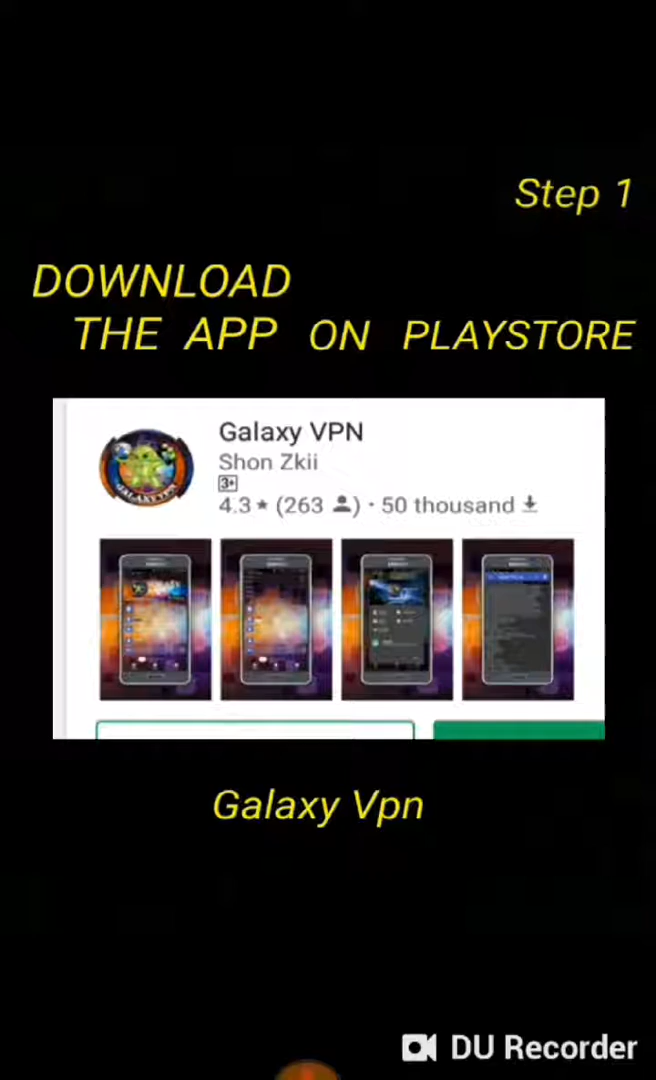 Step 1
DOWNLOAD
THE APP ON PLAYSTORE
Galaxy VPN
Shon Zkii
3+
4.3★ (263 👤) · 50 thousand
GALAXYVPN
Galaxy Vpn
DU Recorder